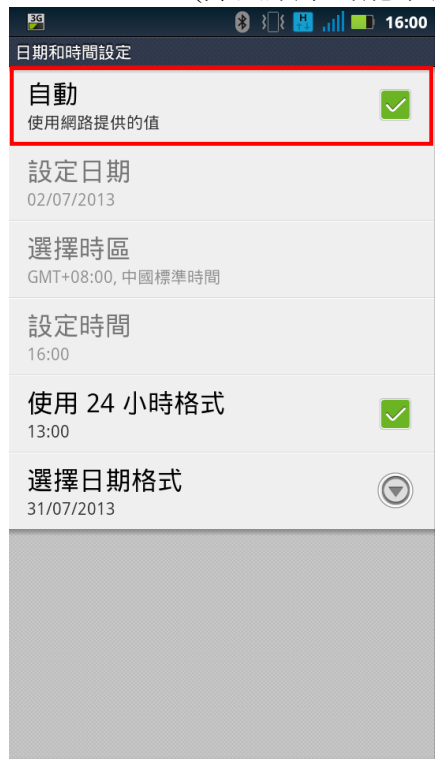 3G
H
16:00
日期和時間設定
自動
使用網路提供的值
設定日期
02/07/2013
選擇時區
GMT+08:00, 中國標準時間
設定時間
16:00
使用 24 小時格式
13:00
選擇日期格式
31/07/2013